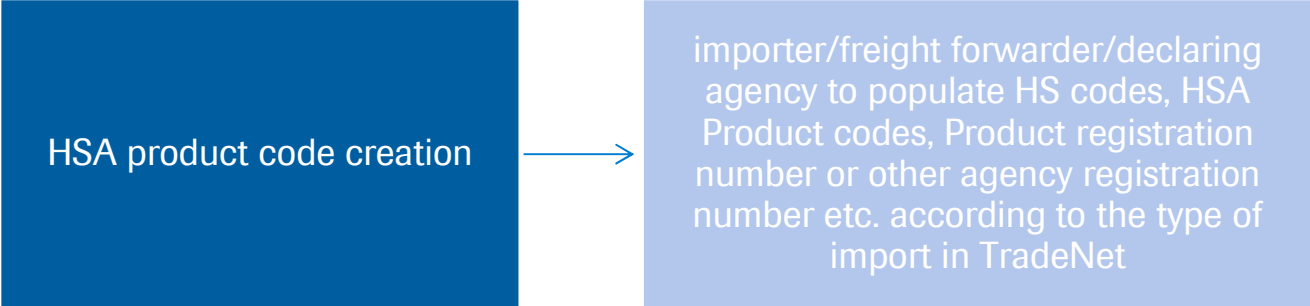 HSA product code creation
importer/freight forwarder/declaring
agency to populate HS codes, HSA
Product codes, Product registration
number or other agency registration
number etc. according to the type of
import in TradeNet